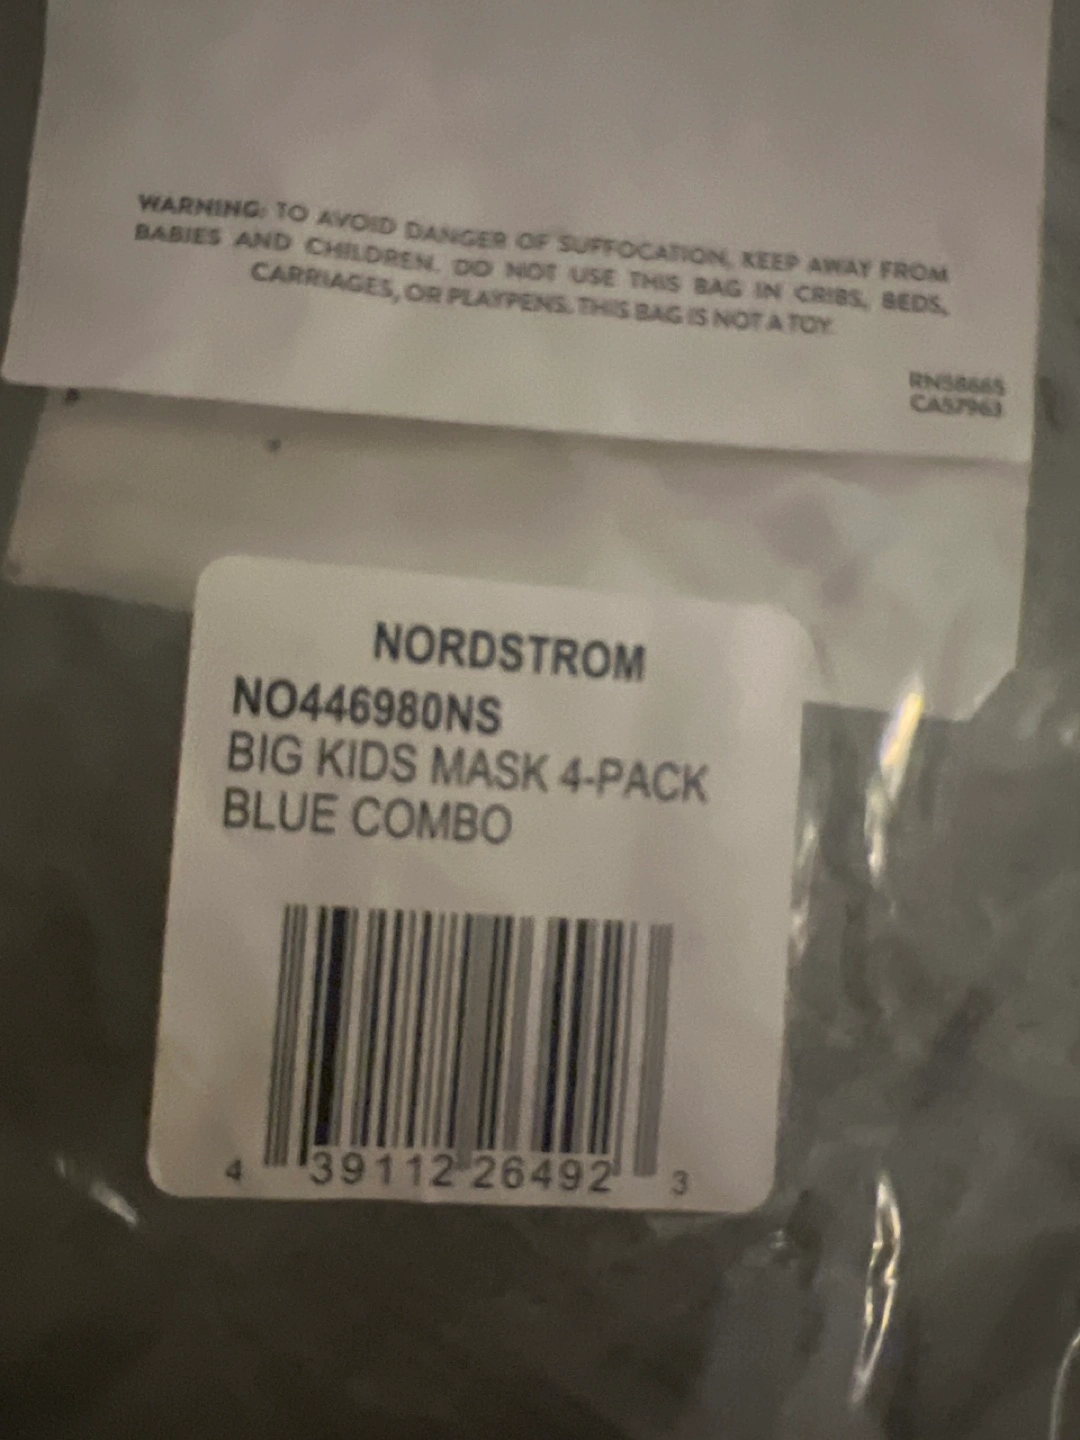 WARNING: TO AVOID DANGER OF SUFFOCATION, KEEP AWAY FROM
BABIES AND CHILDREN. DO NOT USE THIS BAG IN CRIBS, BEDS,
CARRIAGES, OR PLAYPENS. THIS BAG IS NOT A TOY.
RN58665
CA57963
NORDSTROM
NO446980NS
BIG KIDS MASK 4-PACK
BLUE COMBO
4 39112 26492 3